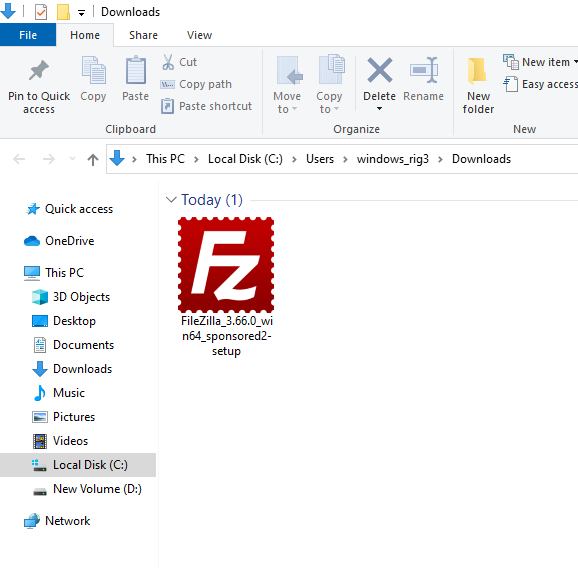 Downloads
File Home Share View
Pin to Quick access
Copy
Paste
Cut
Copy path
Paste shortcut
Clipboard
Move to
Copy to
Delete
Rename
Organize
New folder
New item
Easy access
New
This PC > Local Disk (C:) > Users > windows_rig3 > Downloads
Quick access
OneDrive
This PC
3D Objects
Desktop
Documents
Downloads
Music
Pictures
Videos
Local Disk (C:)
New Volume (D:)
Network
Today (1)
Fz
FileZilla_3.66.0_wi
n64_sponsored2-
setup